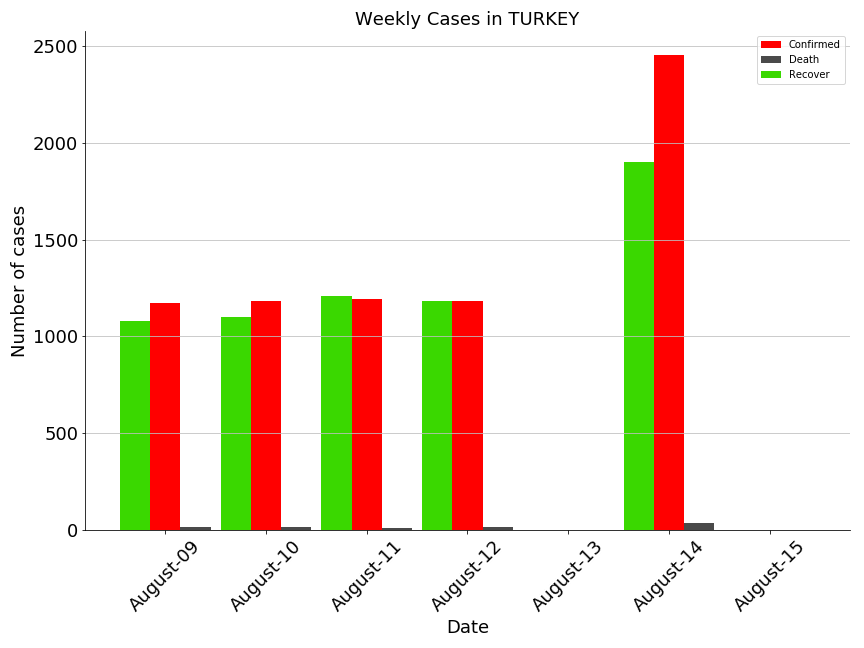 Weekly Cases in TURKEY
Confirmed
Death
Recover
Number of cases
2500
2000
1500
1000
500
0
August-09
August-10
August-11
August-12
August-13
August-14
August-15
Date